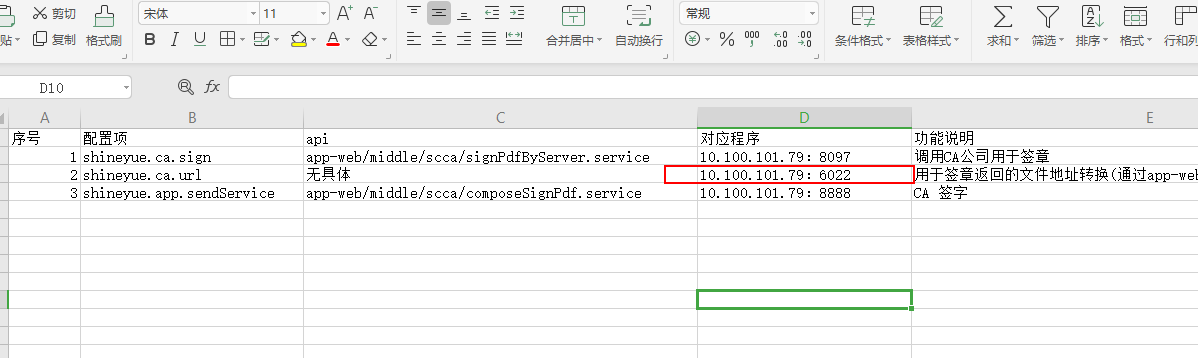 剪切 宋体 11 A⁺ A⁻ 常规
贴 复制 格式刷 B I U A 合并居中 自动换行 % 000 .00 .0 条件格式 表格样式 求和 筛选 排序 格式 行和列
D10 fx
A B C D E
序号 配置项 api 对应程序 功能说明
1 shineyue.ca.sign app-web/middle/scca/signPdfByServer.service 10.100.101.79：8097 调用CA公司用于签章
2 shineyue.ca.url 无具体 10.100.101.79：6022 用于签章返回的文件地址转换(通过app-web
3 shineyue.app.sendService app-web/middle/scca/composeSignPdf.service 10.100.101.79：8888 CA 签字